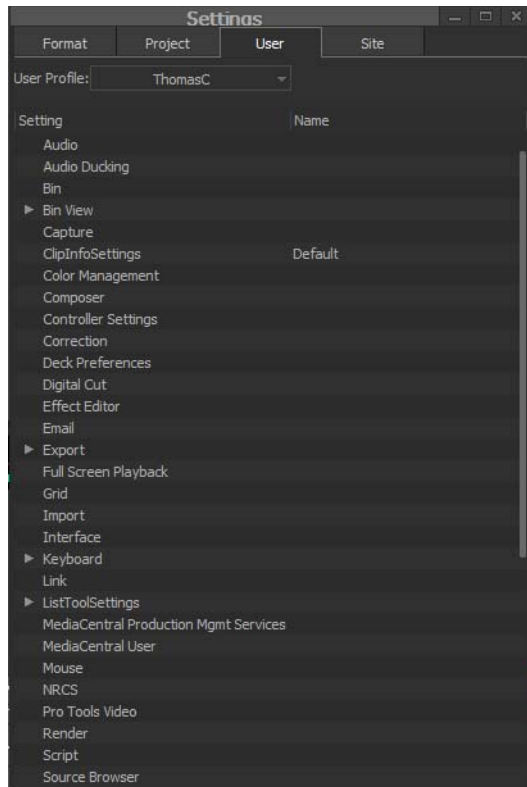 Settings
Format Project User Site
User Profile: ThomasC
Setting Name
Audio
Audio Ducking
Bin
Bin View
Capture
ClipInfoSettings Default
Color Management
Composer
Controller Settings
Correction
Deck Preferences
Digital Cut
Effect Editor
Email
Export
Full Screen Playback
Grid
Import
Interface
Keyboard
Link
ListToolSettings
MediaCentral Production Mgmt Services
MediaCentral User
Mouse
NRCS
Pro Tools Video
Render
Script
Source Browser